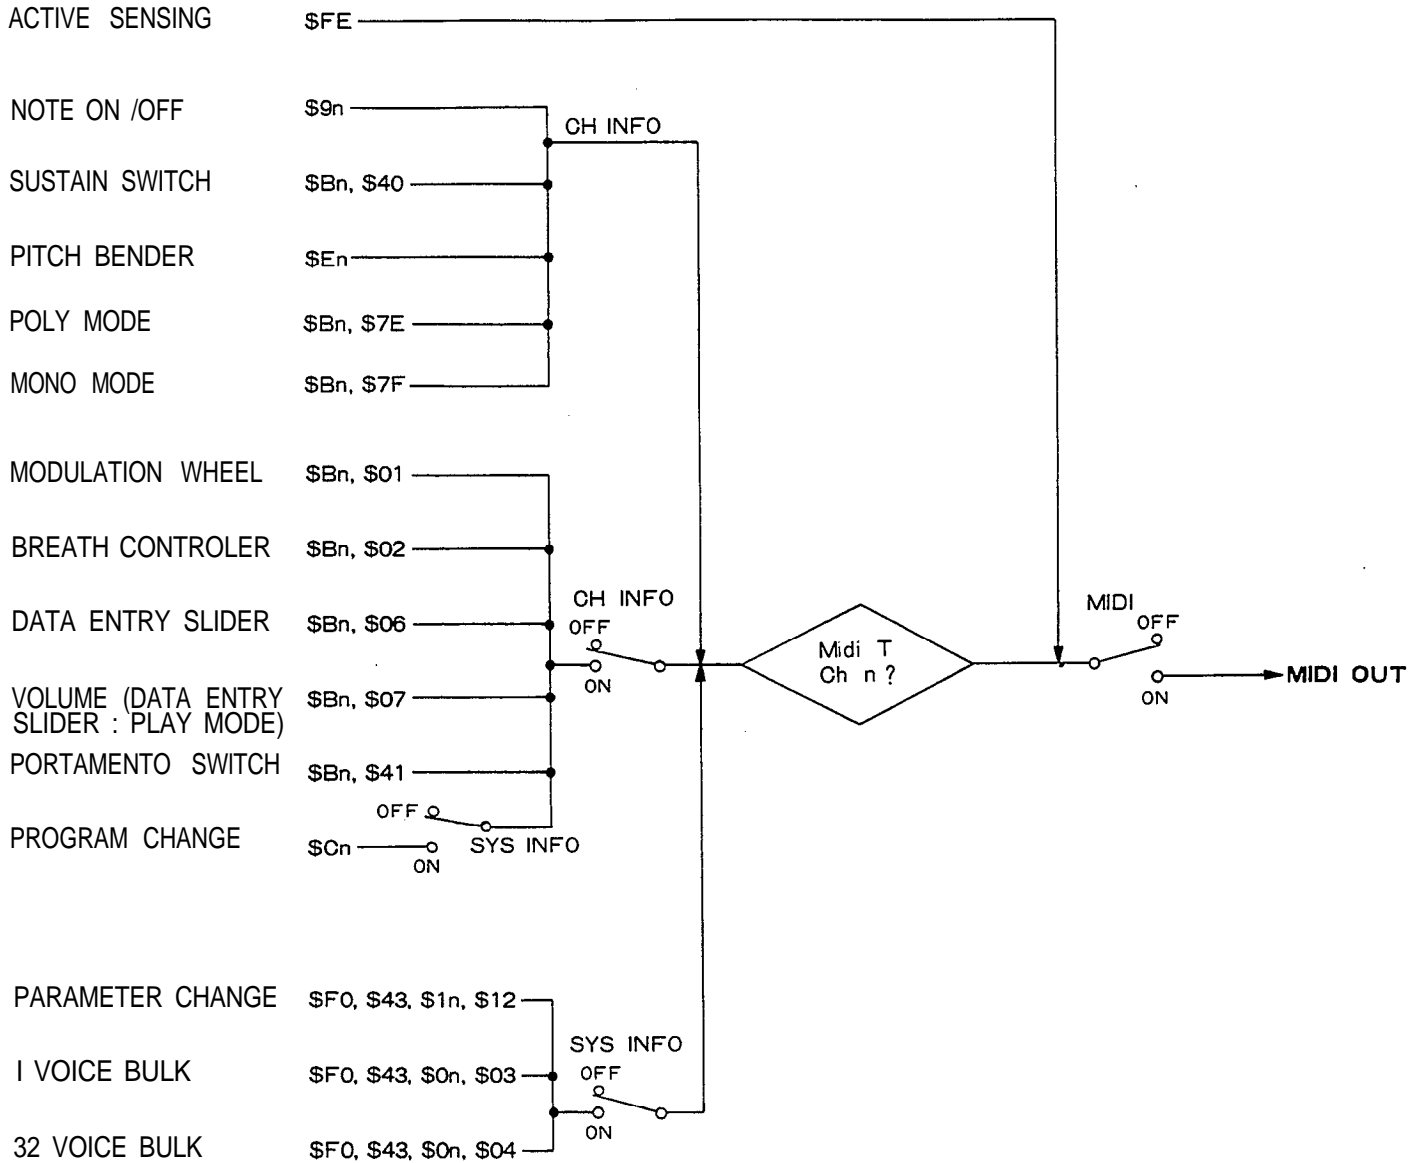 ACTIVE SENSING $FE
NOTE ON /OFF $9n
CH INFO
SUSTAIN SWITCH $Bn, $40
PITCH BENDER $En
POLY MODE $Bn, $7E
MONO MODE $Bn, $7F
MODULATION WHEEL $Bn, $01
BREATH CONTROLER $Bn, $02
CH INFO
MIDI
DATA ENTRY SLIDER $Bn, $06
OFF
OFF
Midi T
Ch n?
MIDI OUT
ON
ON
VOLUME (DATA ENTRY $Bn, $07
SLIDER : PLAY MODE)
PORTAMENTO SWITCH $Bn, $41
OFF
PROGRAM CHANGE $Cn
SYS INFO
ON
PARAMETER CHANGE $F0, $43, $1n, $12
SYS INFO
I VOICE BULK $F0, $43, $0n, $03
OFF
ON
32 VOICE BULK $F0, $43, $0n, $04